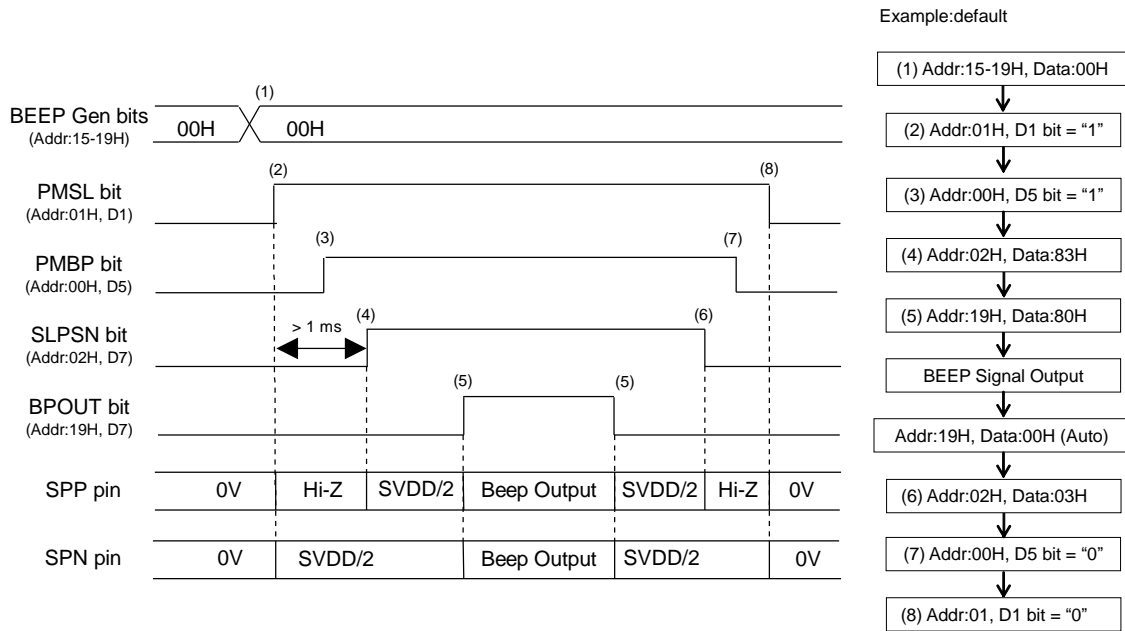 Example:default
BEEP Gen bits
(Addr:15-19H)
00H
(1)
00H
PMSL bit
(Addr:01H, D1)
(2)
(8)
PMBP bit
(Addr:00H, D5)
(3)
(7)
SLPSN bit
(Addr:02H, D7)
> 1 ms
(4)
(6)
BPOUT bit
(Addr:19H, D7)
(5)
(5)
SPP pin
0V
Hi-Z
SVDD/2
Beep Output
SVDD/2
Hi-Z
0V
SPN pin
0V
SVDD/2
Beep Output
SVDD/2
0V
(1) Addr:15-19H, Data:00H
(2) Addr:01H, D1 bit = “1”
(3) Addr:00H, D5 bit = “1”
(4) Addr:02H, Data:83H
(5) Addr:19H, Data:80H
BEEP Signal Output
Addr:19H, Data:00H (Auto)
(6) Addr:02H, Data:03H
(7) Addr:00H, D5 bit = “0”
(8) Addr:01, D1 bit = “0”